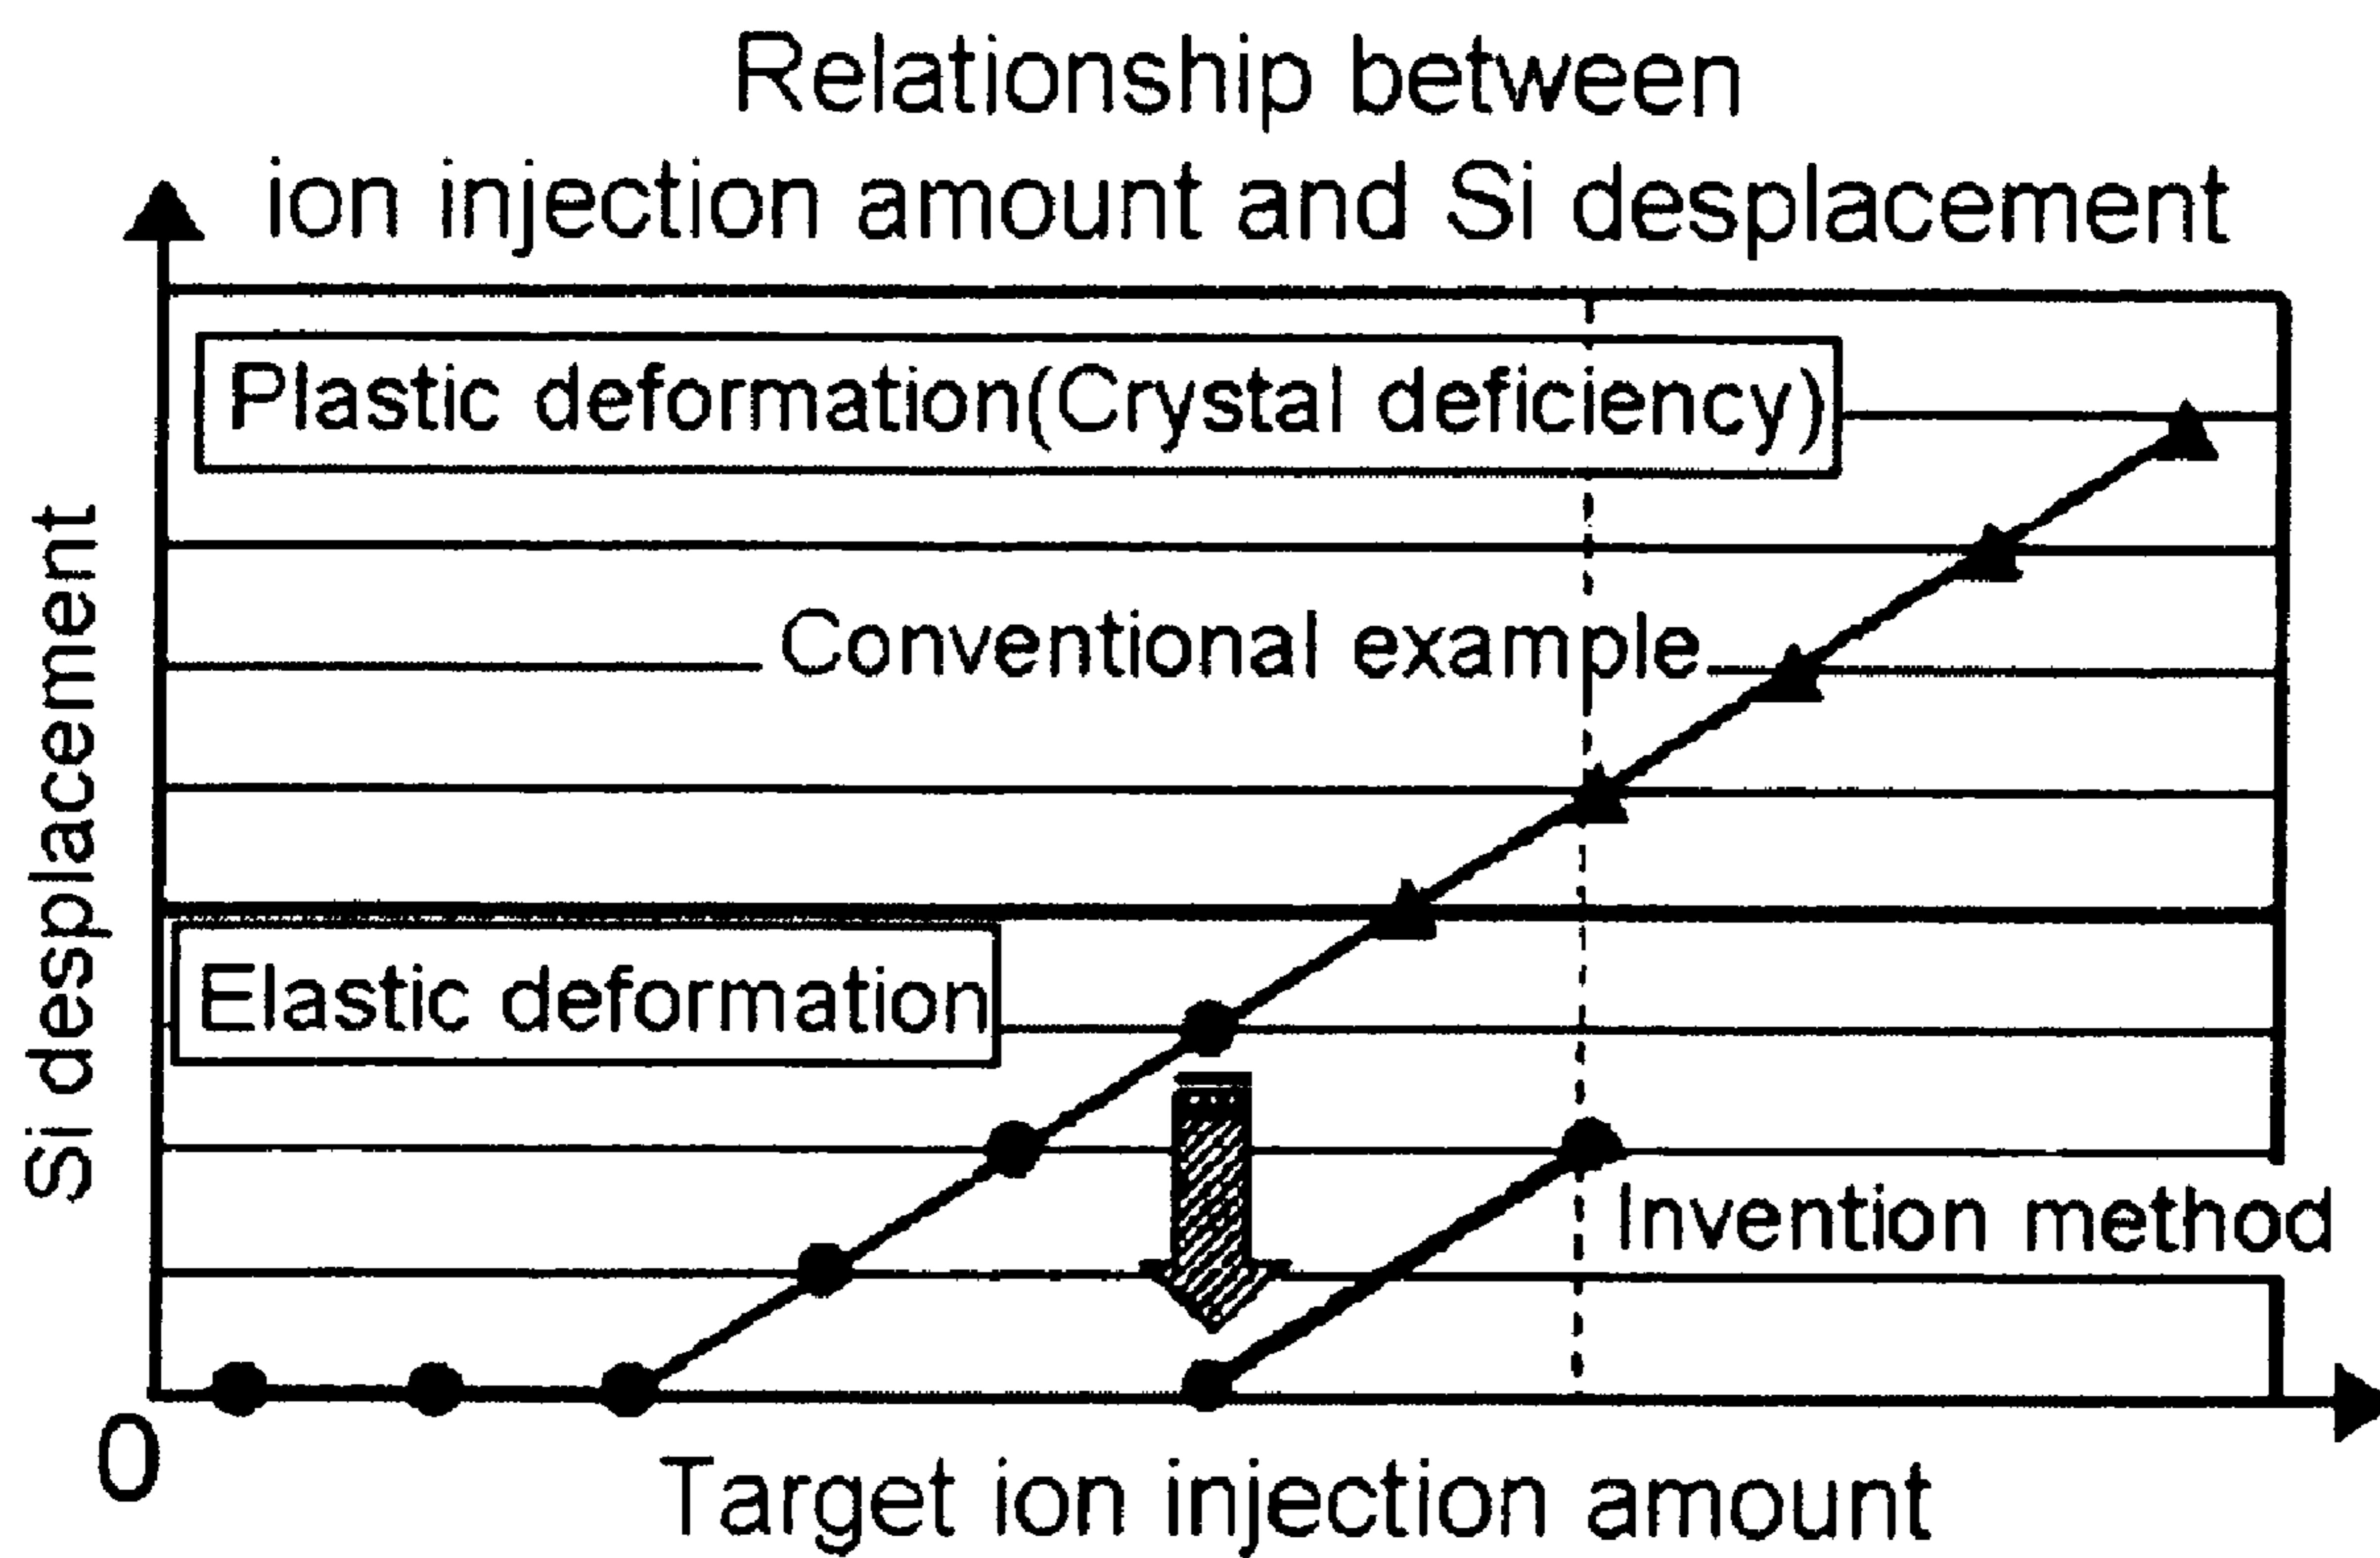 Relationship between
ion injection amount and Si desplacement
Plastic deformation(Crystal deficiency)
Conventional example
Elastic deformation
Invention method
Si desplacement
0
Target ion injection amount